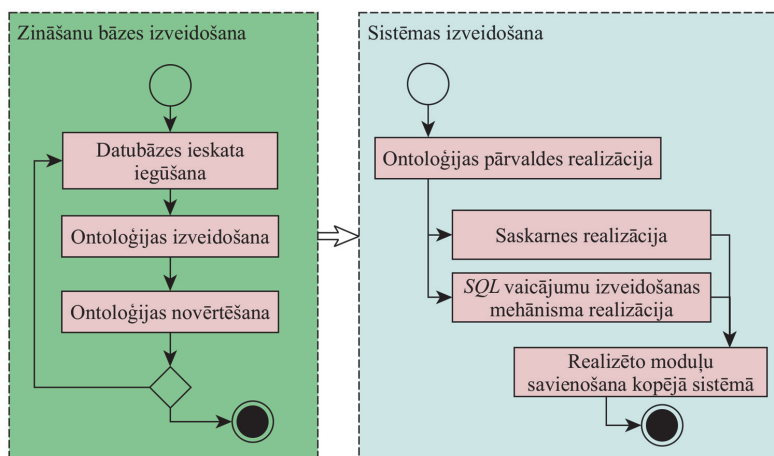 Zināšanu bāzes izveidošana
Datubāzes ieskata
iegūšana
Ontoloģijas izveidošana
Ontoloģijas novērtēšana
Sistēmas izveidošana
Ontoloģijas pārvaldes realizācija
Saskarnes realizācija
SQL vaicājumu izveidošanas
mehānisma realizācija
Realizēto moduļu
savienošana kopējā sistēmā